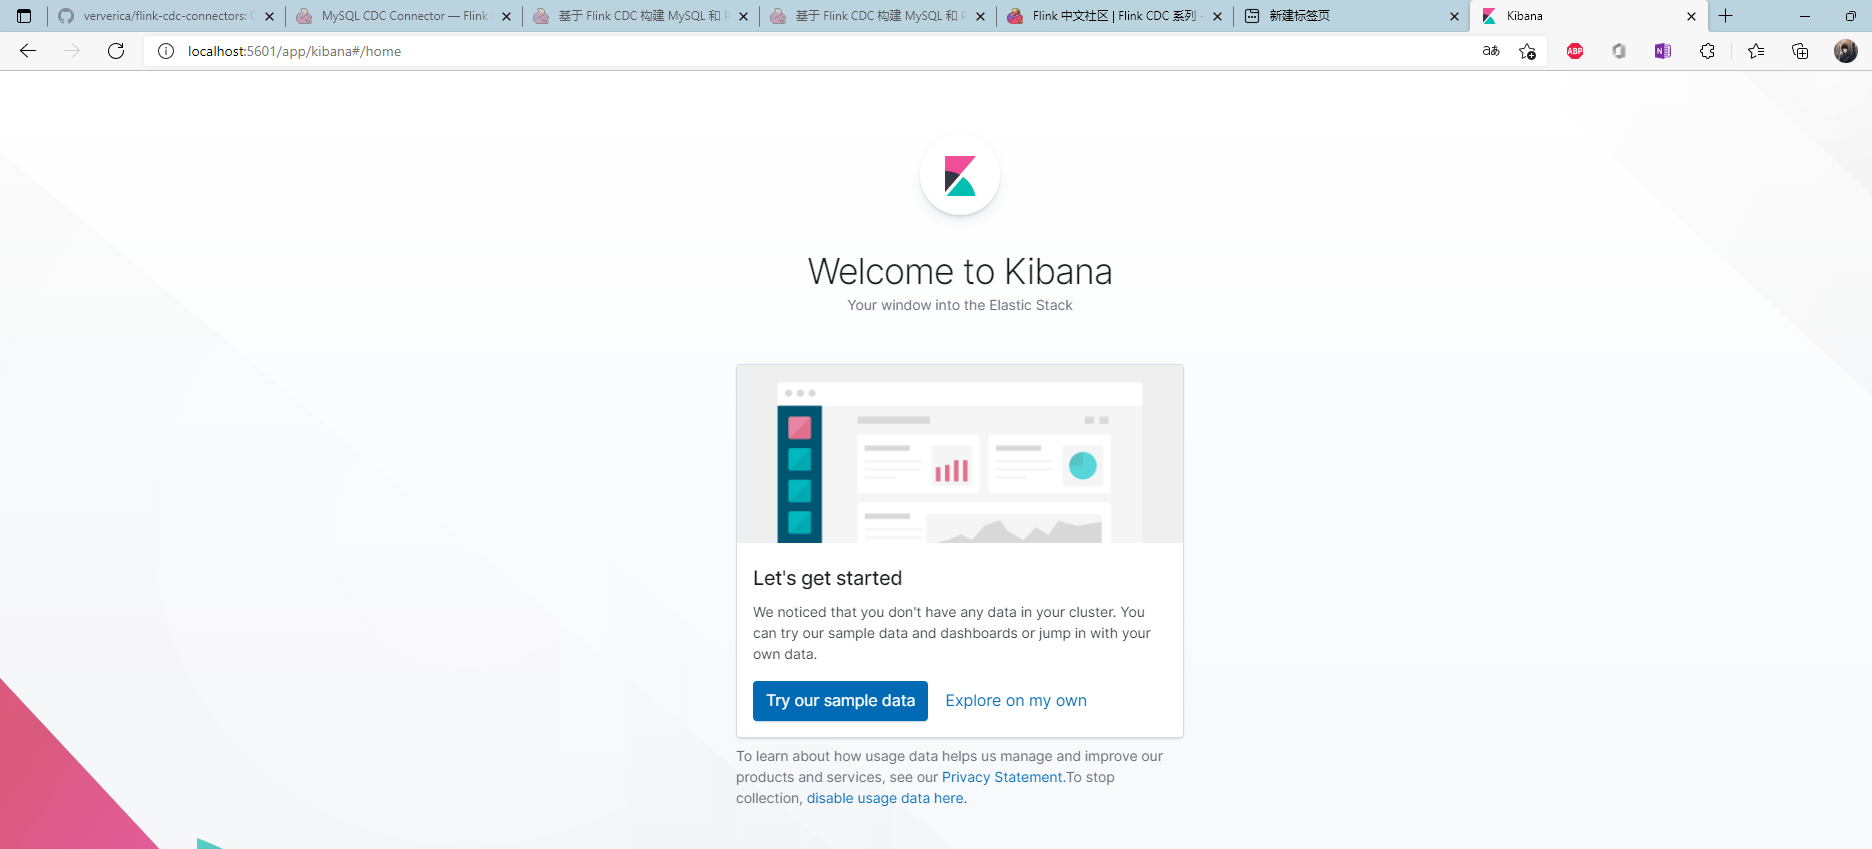 ververica/flink-cdc-connectors: C
MySQL CDC Connector — Flink
基于 Flink CDC 构建 MySQL 和 P
基于 Flink CDC 构建 MySQL 和 P
Flink 中文社区 | Flink CDC 系列 -
新建标签页
Kibana
localhost:5601/app/kibana#/home
aあ
ABP
N
Welcome to Kibana
Your window into the Elastic Stack
Let's get started
We noticed that you don't have any data in your cluster. You
can try our sample data and dashboards or jump in with your
own data.
Try our sample data
Explore on my own
To learn about how usage data helps us manage and improve our
products and services, see our Privacy Statement.To stop
collection, disable usage data here.